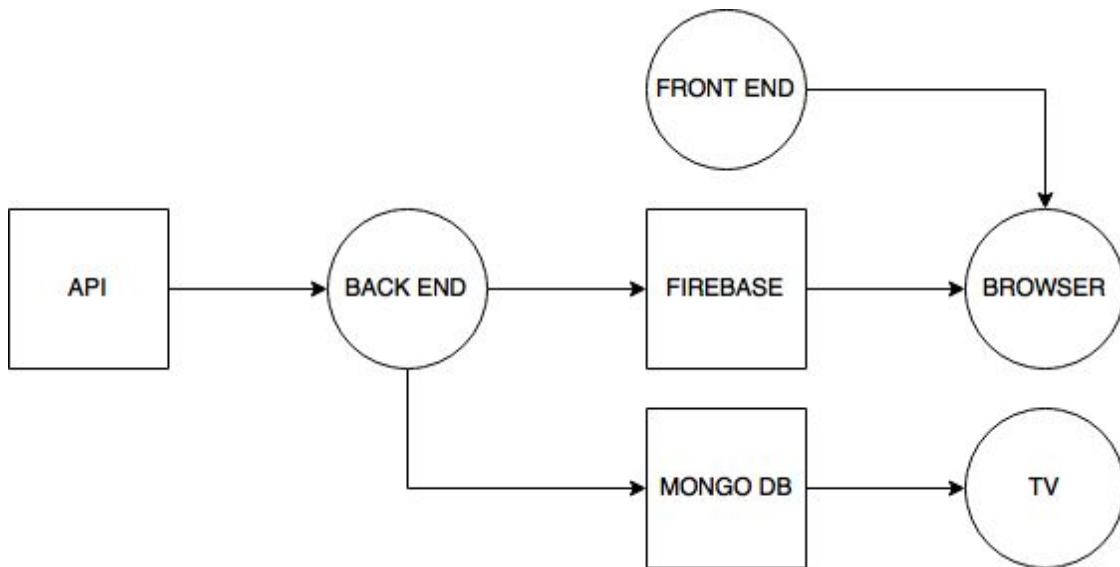 FRONT END
API
BACK END
FIREBASE
BROWSER
MONGO DB
TV